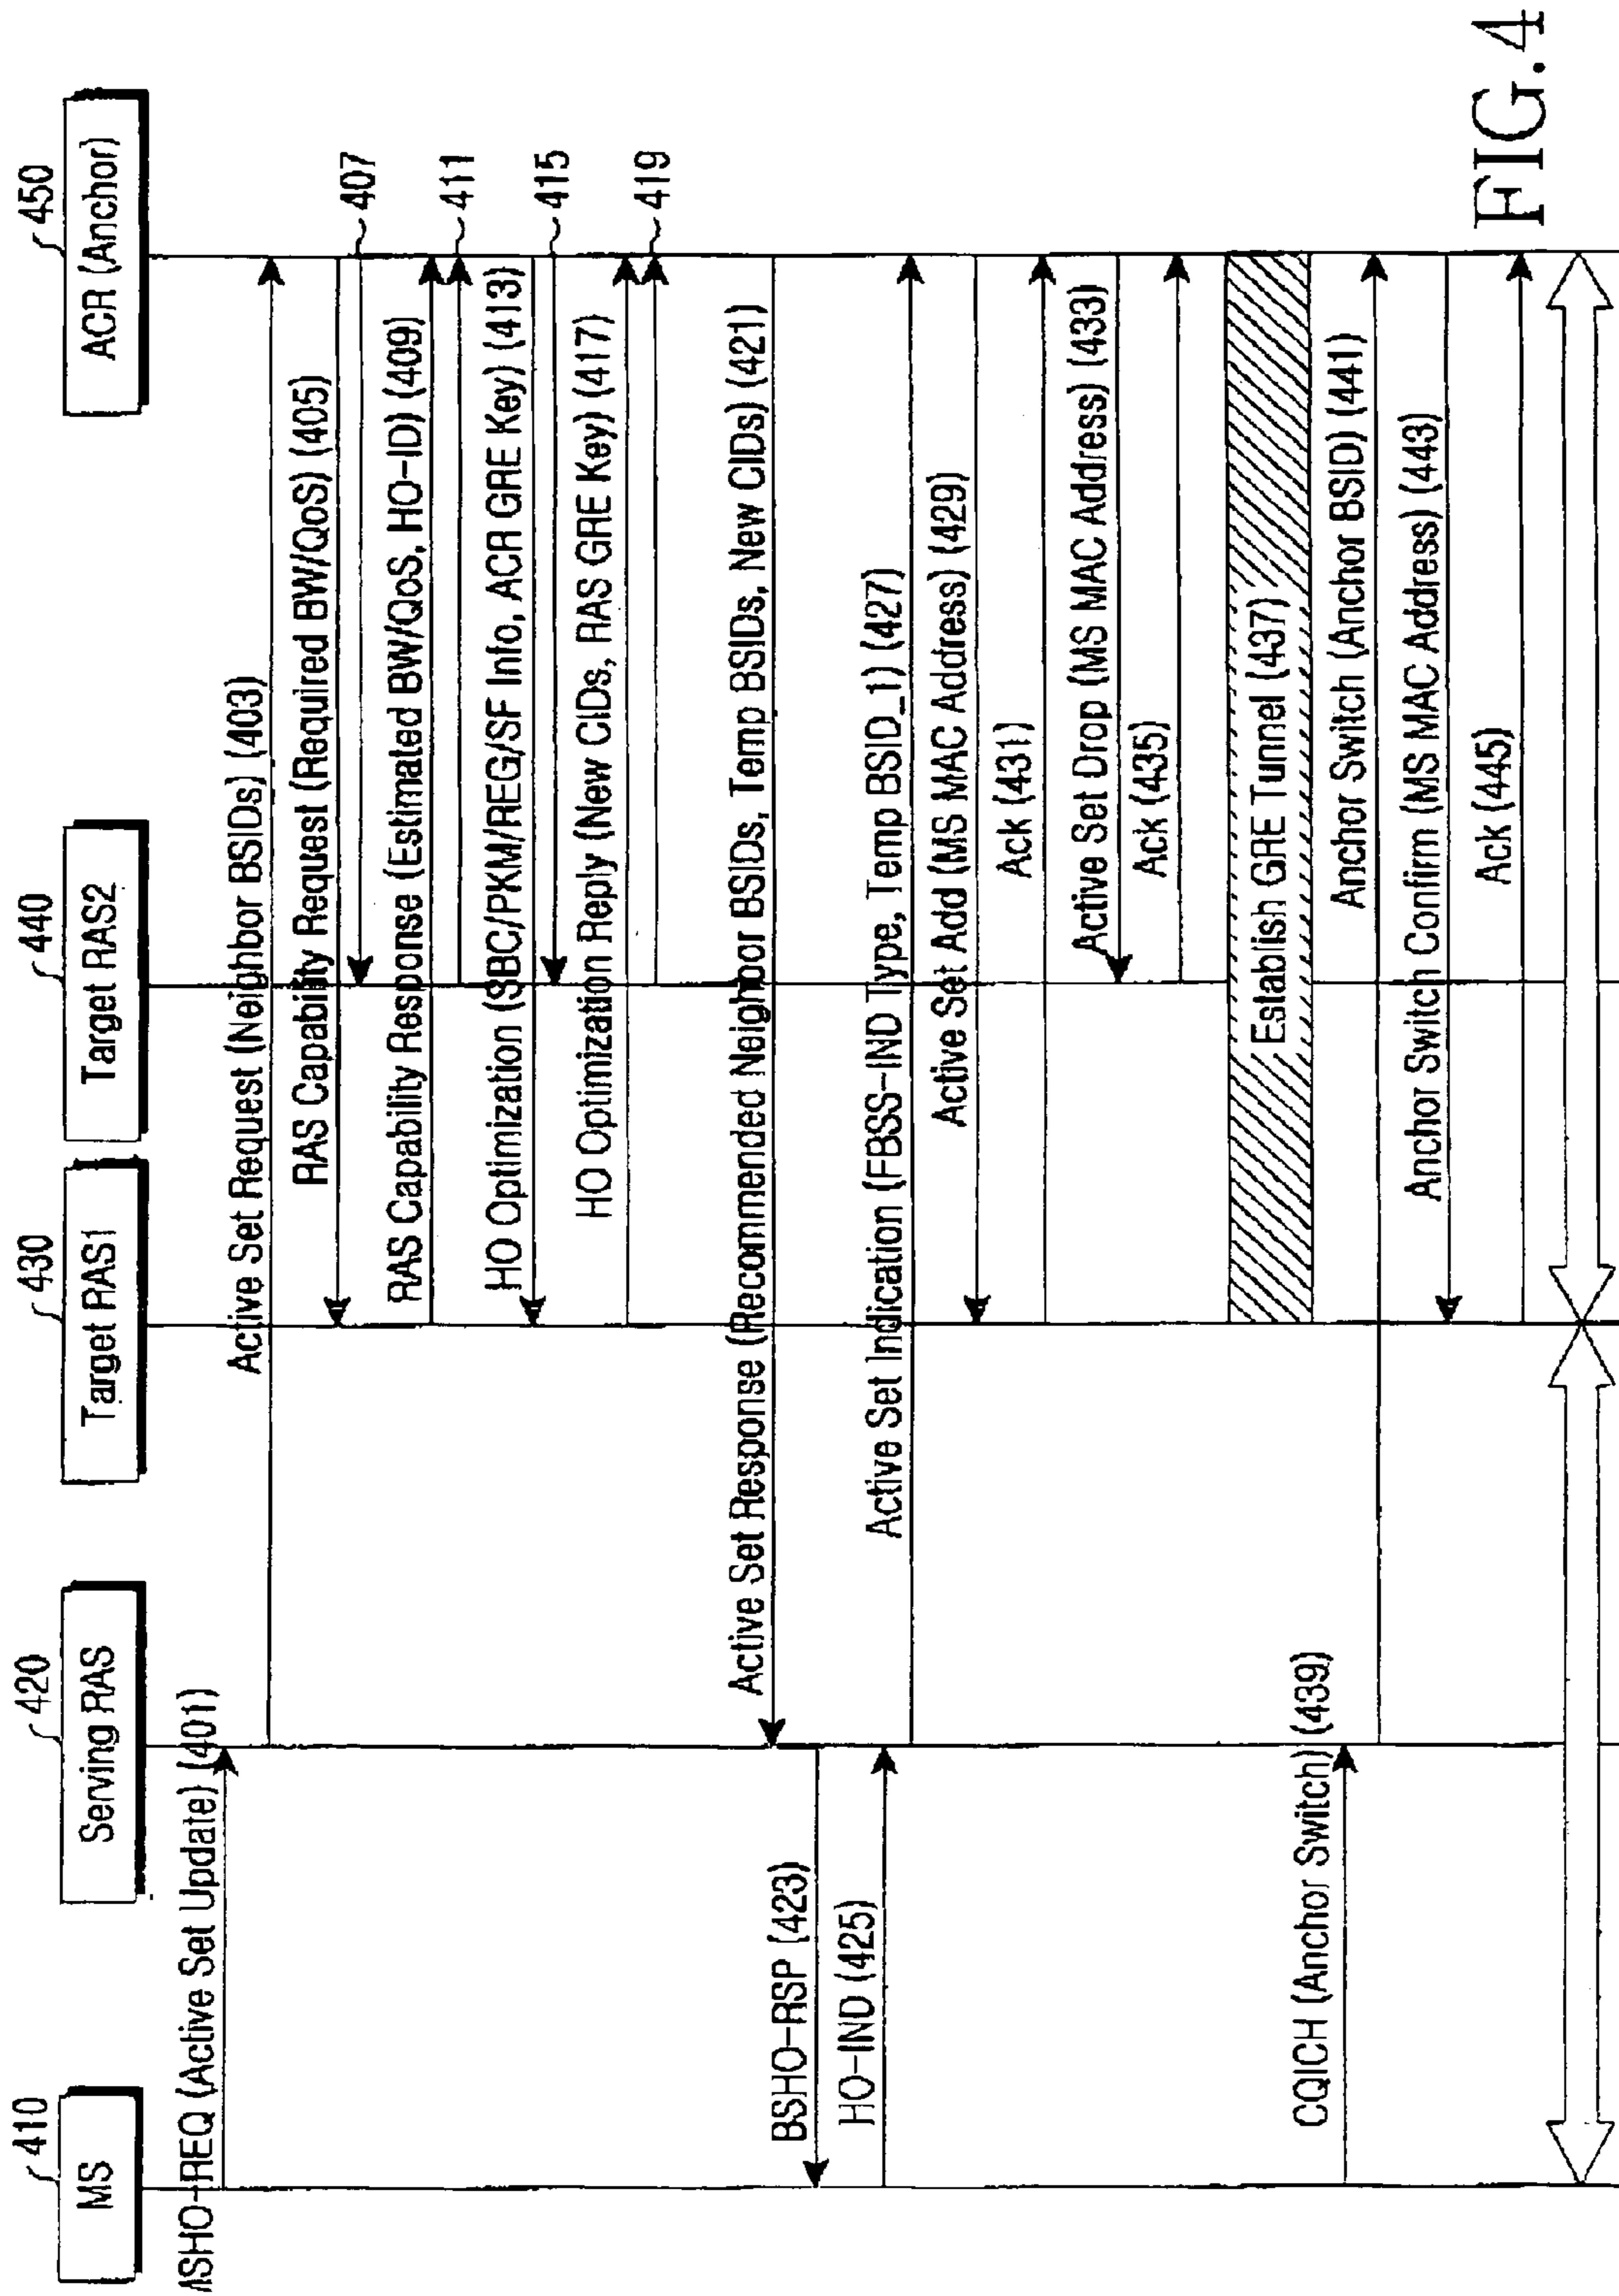 410
420
430
440
450
MS
Serving RAS
Target RAS1
Target RAS2
ACR (Anchor)
MSHO-REQ (Active Set Update) (401)
Active Set Request (Neighbor BSIDs) (403)
RAS Capability Request (Required BW/QoS) (405)
407
RAS Capability Response (Estimated BW/QoS, HO-ID) (409)
411
HO Optimization (SBC/PKM/REG/SF Info, ACR GRE Key) (413)
415
HO Optimization Reply (New CIDs, RAS GRE Key) (417)
419
Active Set Response (Recommended Neighbor BSIDs, Temp BSIDs, New CIDs) (421)
BSHO-RSP (423)
HO-IND (425)
Active Set Indication (FBSS-IND Type, Temp BSID_1) (427)
Active Set Add (MS MAC Address) (429)
Ack (431)
Active Set Drop (MS MAC Address) (433)
Ack (435)
Establish GRE Tunnel (437)
CQICH (Anchor Switch) (439)
Anchor Switch (Anchor BSID) (441)
Anchor Switch Confirm (MS MAC Address) (443)
Ack (445)
FIG.4